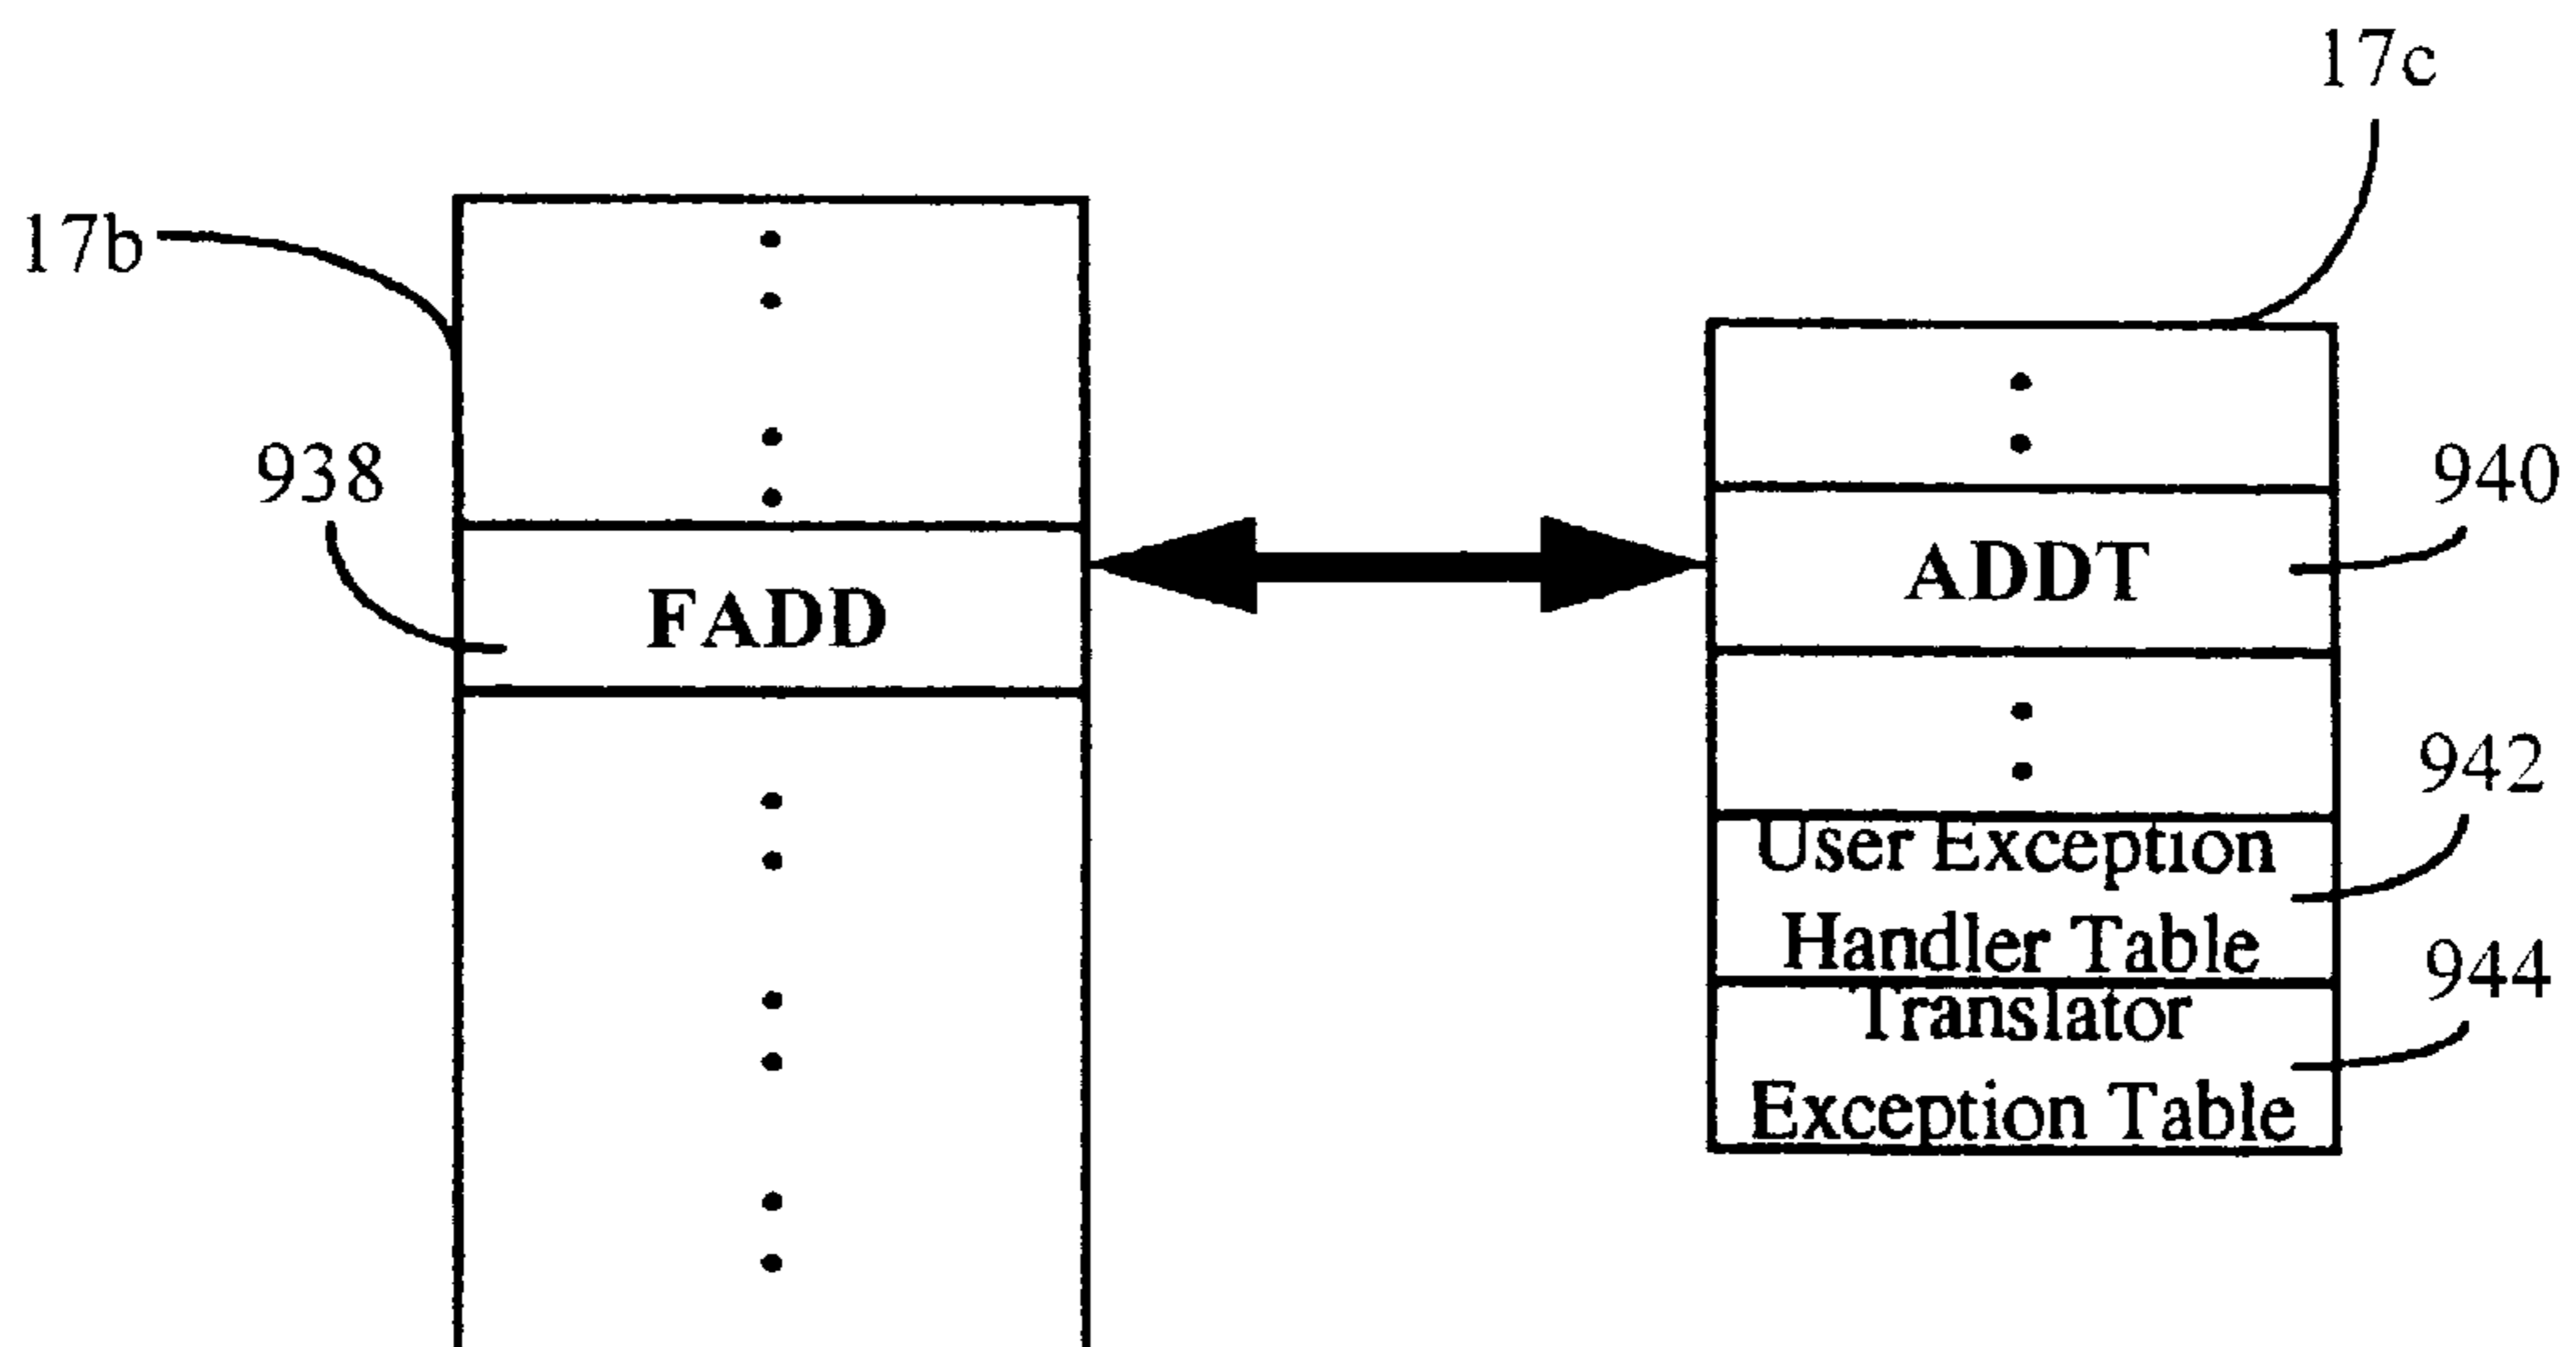 17c
17b
938
940
FADD
ADDT
942
User Exception
Handler Table
944
Translator
Exception Table